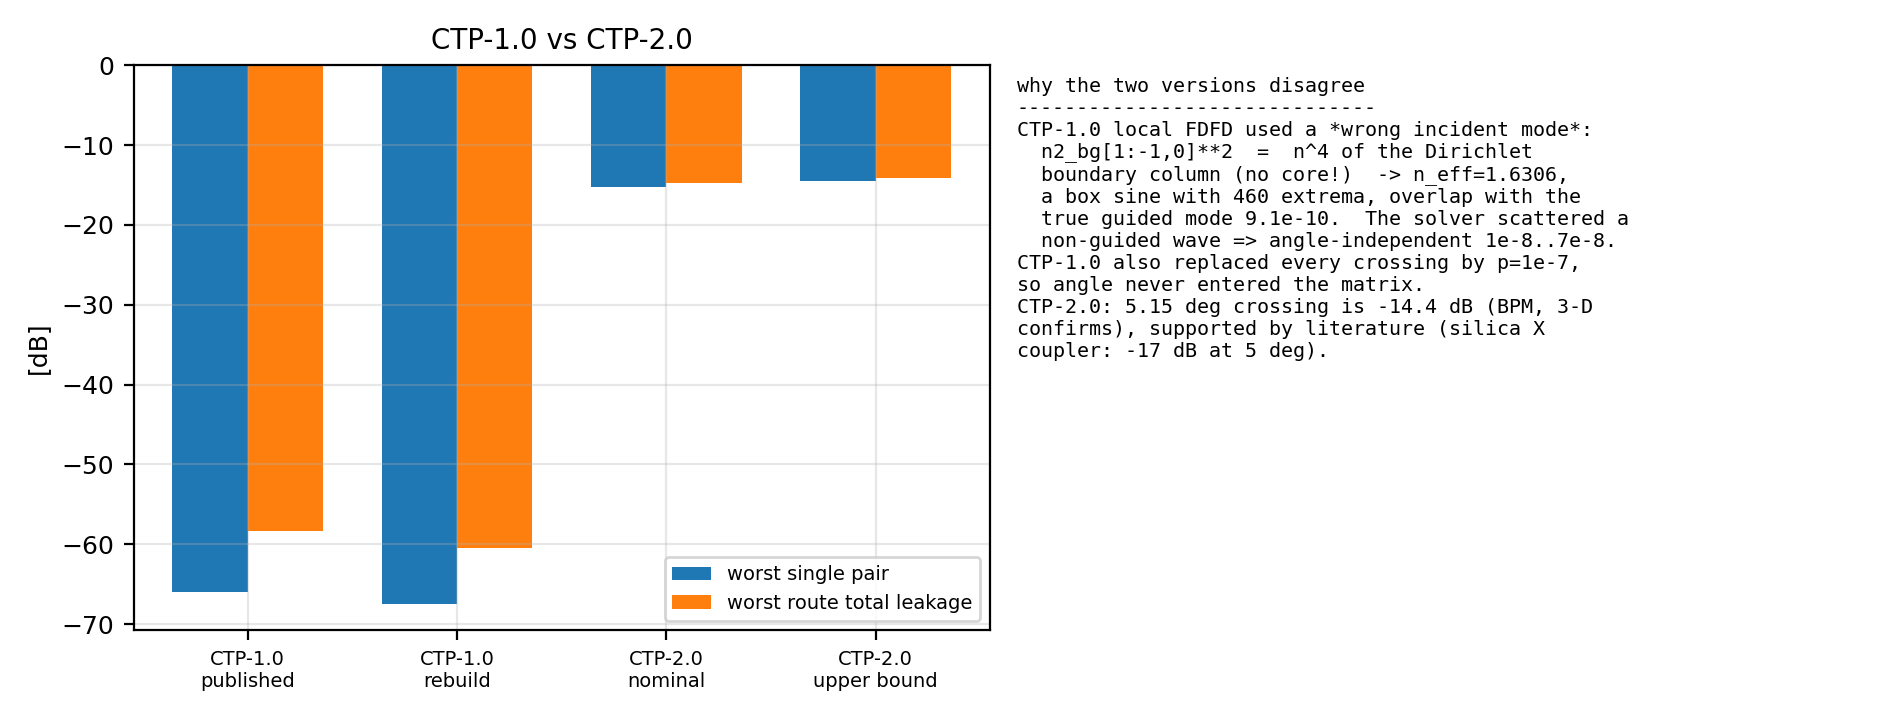 CTP-1.0 vs CTP-2.0
[dB]
0
−10
−20
−30
−40
−50
−60
−70
worst single pair
worst route total leakage
CTP-1.0
published
CTP-1.0
rebuild
CTP-2.0
nominal
CTP-2.0
upper bound
why the two versions disagree
------------------------------
CTP-1.0 local FDFD used a *wrong incident mode*:
n2_bg[1:-1,0]**2  =  n^4 of the Dirichlet
boundary column (no core!)  -> n_eff=1.6306,
a box sine with 460 extrema, overlap with the
true guided mode 9.1e-10.  The solver scattered a
non-guided wave => angle-independent 1e-8..7e-8.
CTP-1.0 also replaced every crossing by p=1e-7,
so angle never entered the matrix.
CTP-2.0: 5.15 deg crossing is -14.4 dB (BPM, 3-D
confirms), supported by literature (silica X
coupler: -17 dB at 5 deg).